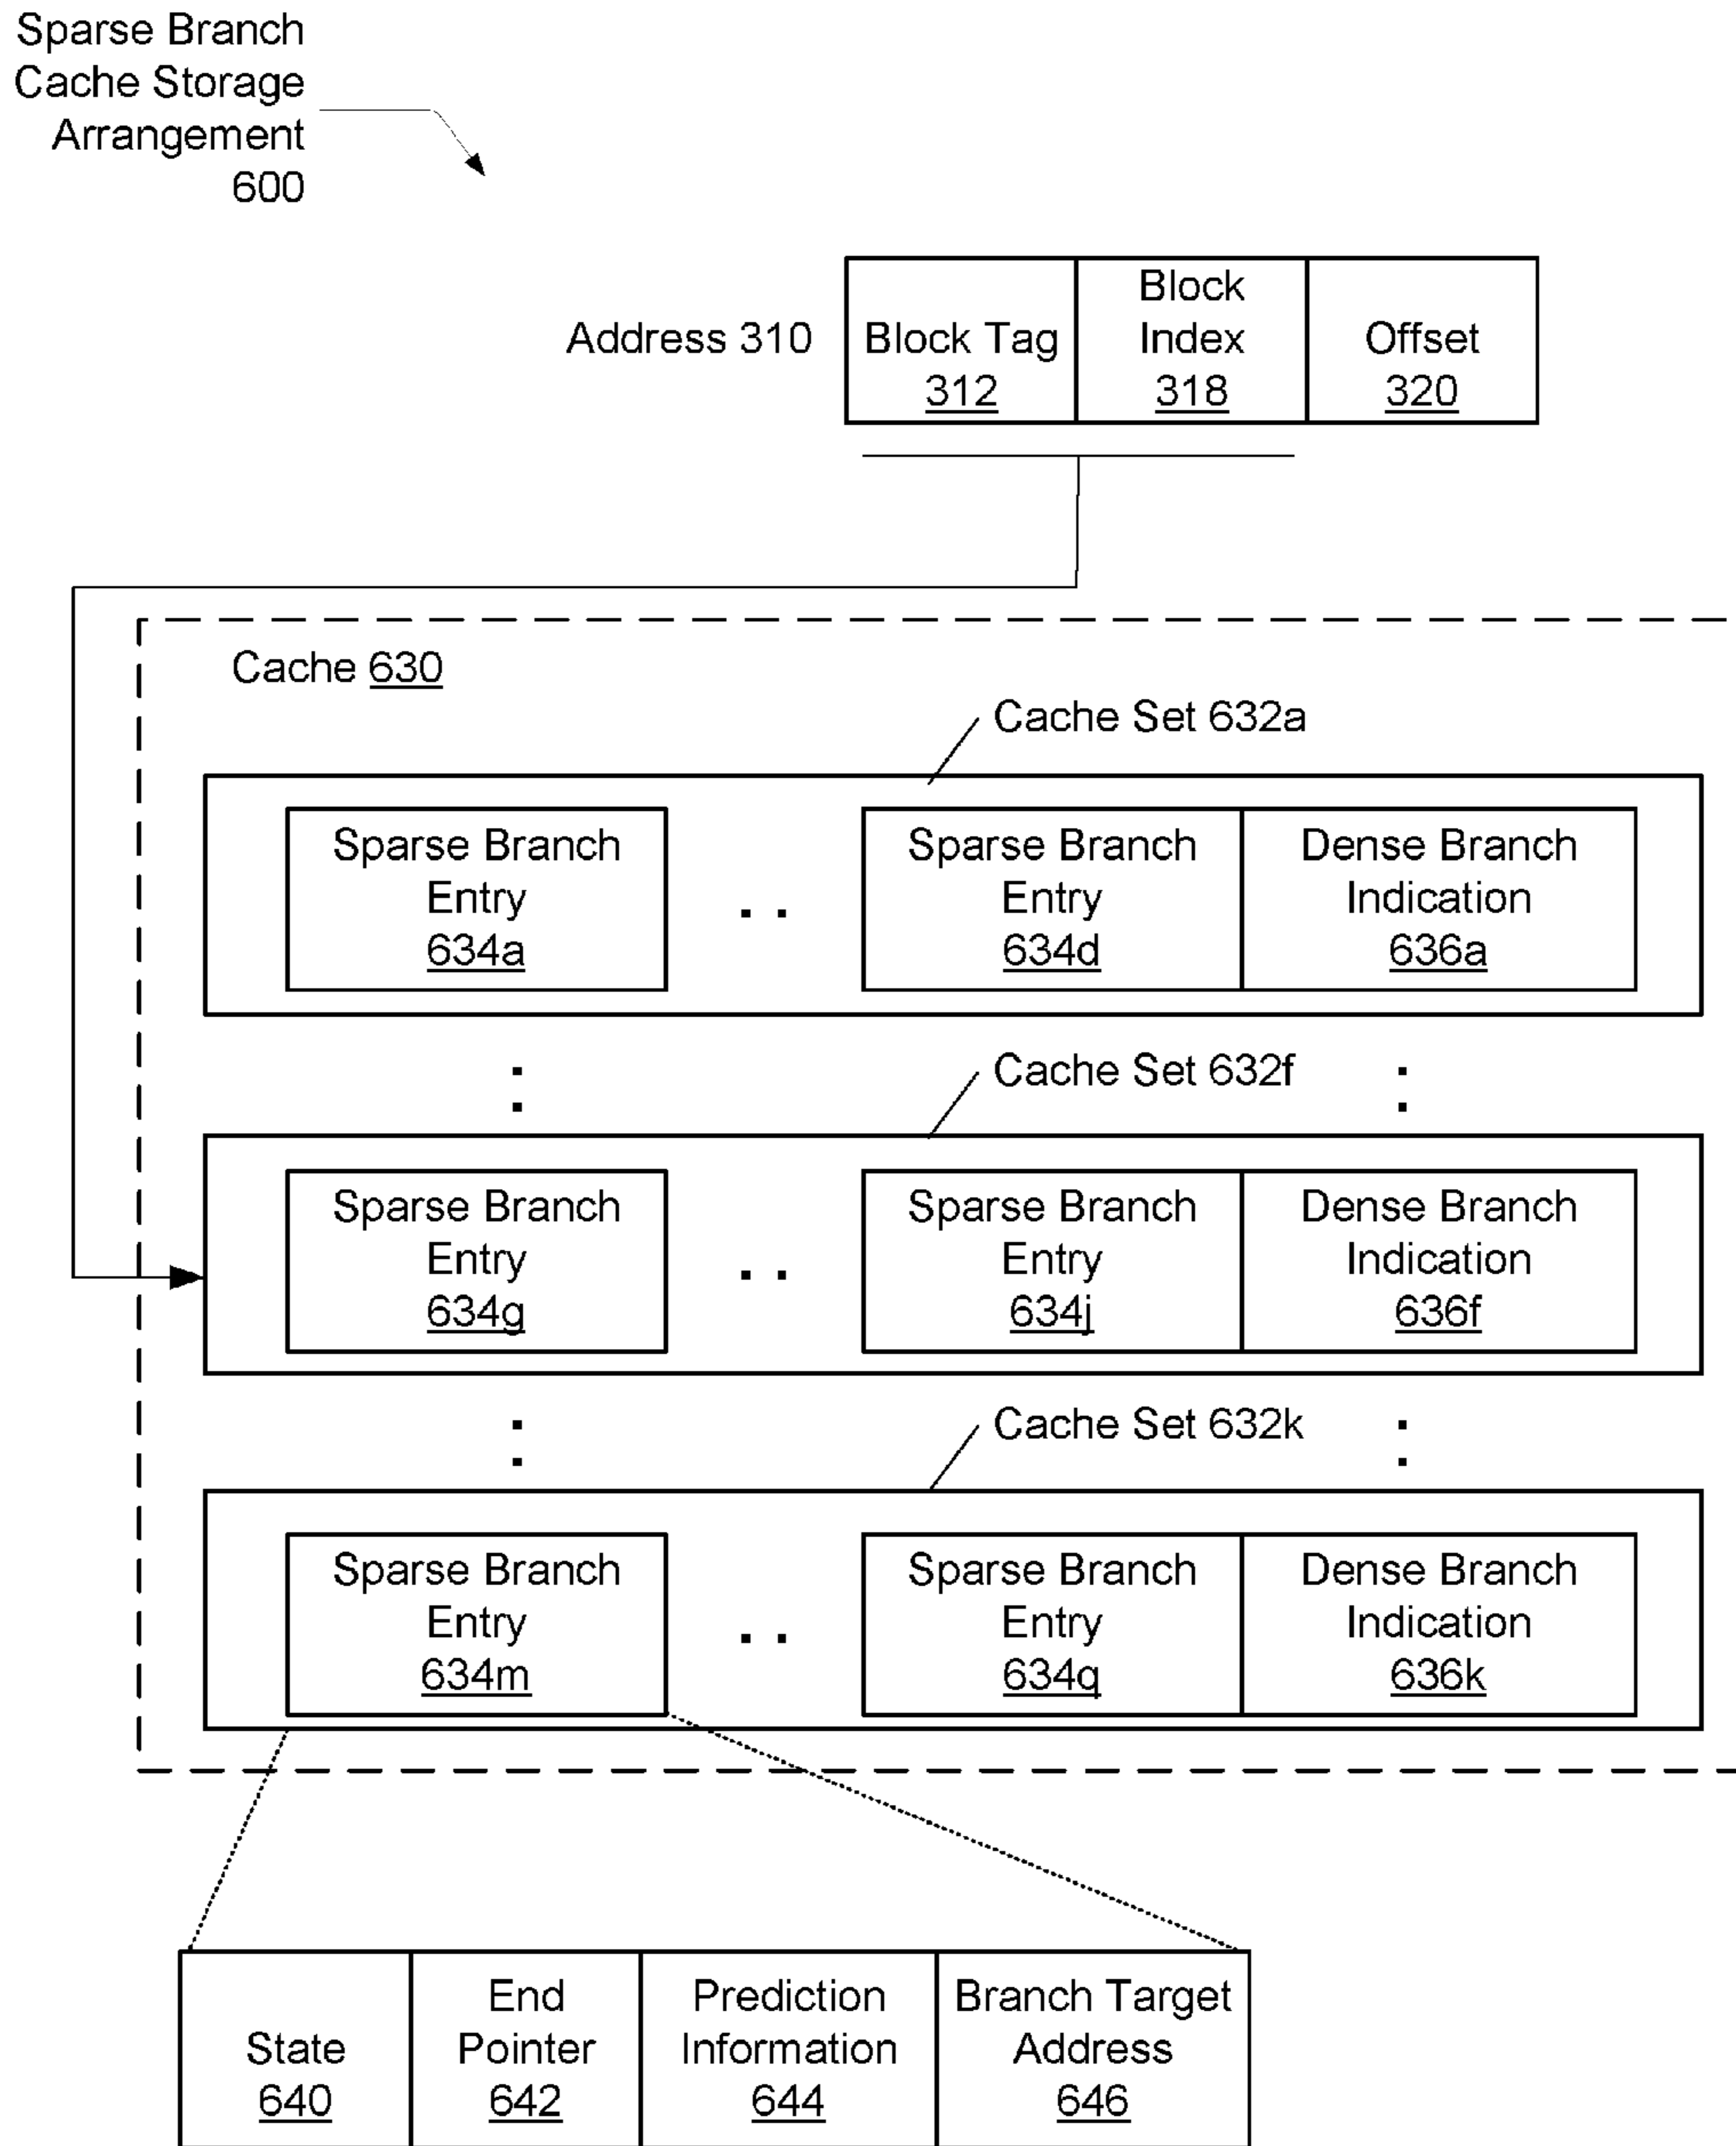 Sparse Branch
Cache Storage
Arrangement
600
Address 310
Block Tag
312
Block
Index
318
Offset
320
Cache 630
Cache Set 632a
Sparse Branch
Entry
634a
. .
Sparse Branch
Entry
634d
Dense Branch
Indication
636a
Cache Set 632f
Sparse Branch
Entry
634g
. .
Sparse Branch
Entry
634j
Dense Branch
Indication
636f
Cache Set 632k
Sparse Branch
Entry
634m
. .
Sparse Branch
Entry
634q
Dense Branch
Indication
636k
State
640
End
Pointer
642
Prediction
Information
644
Branch Target
Address
646